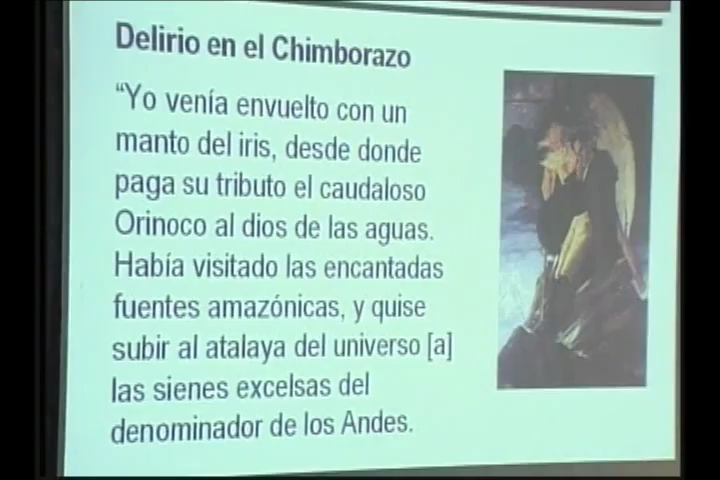 Delirio en el Chimborazo
“Yo venía envuelto con un
manto del iris, desde donde
paga su tributo el caudaloso
Orinoco al dios de las aguas.
Había visitado las encantadas
fuentes amazónicas, y quise
subir al atalaya del universo [a]
las sienes excelsas del
denominador de los Andes.